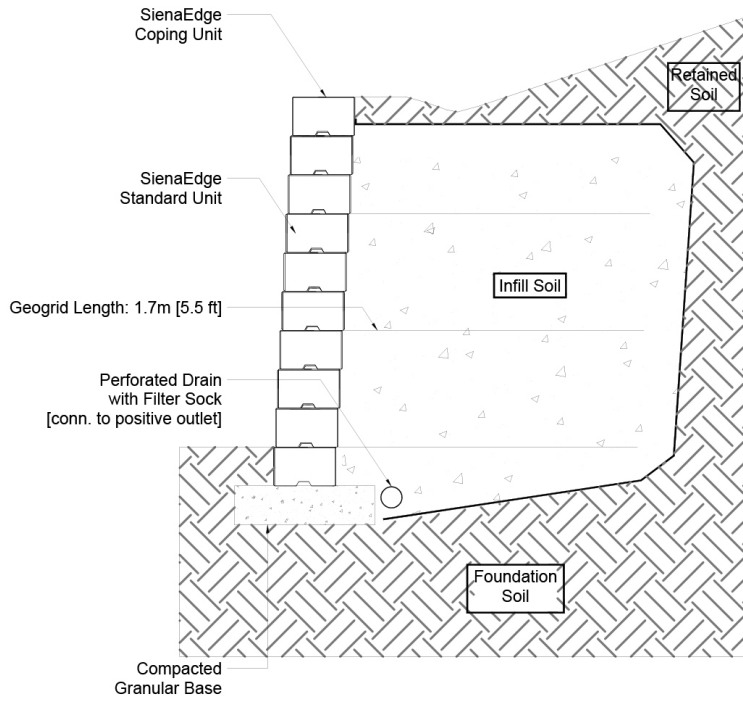 SienaEdge
Coping Unit
Retained
Soil
SienaEdge
Standard Unit
Infill Soil
Geogrid Length: 1.7m [5.5 ft]
Perforated Drain
with Filter Sock
[conn. to positive outlet]
Foundation
Soil
Compacted
Granular Base